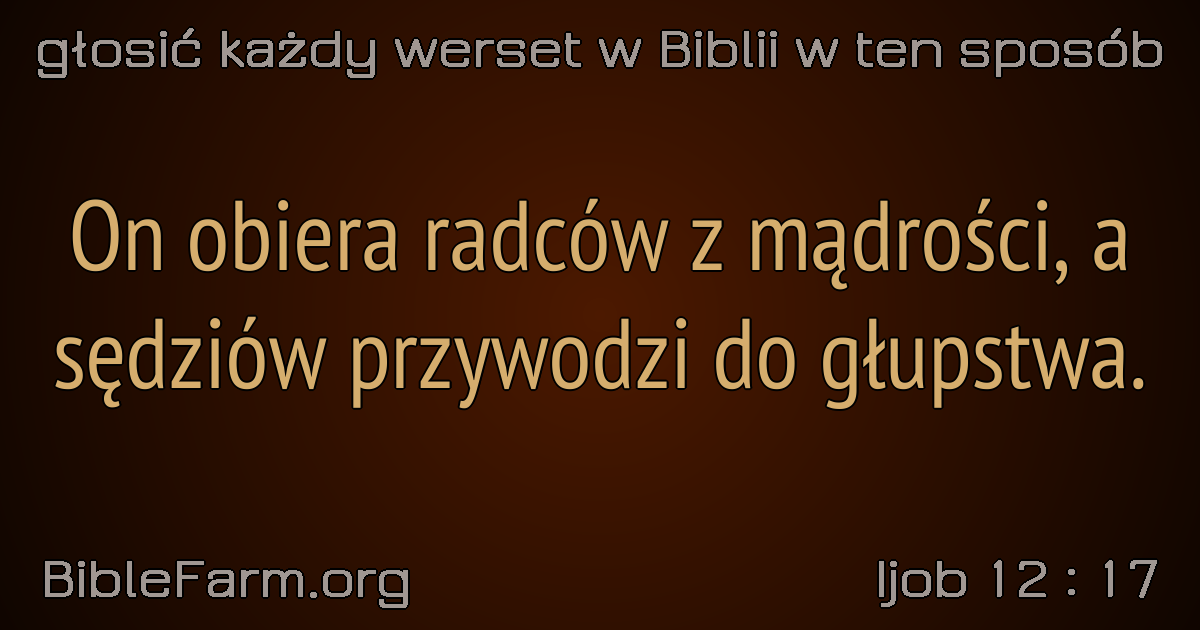 głosić każdy werset w Biblii w ten sposób
On obiera radców z mądrości, a
sędziów przywodzi do głupstwa.
BibleFarm.org
Ijob 12 : 17